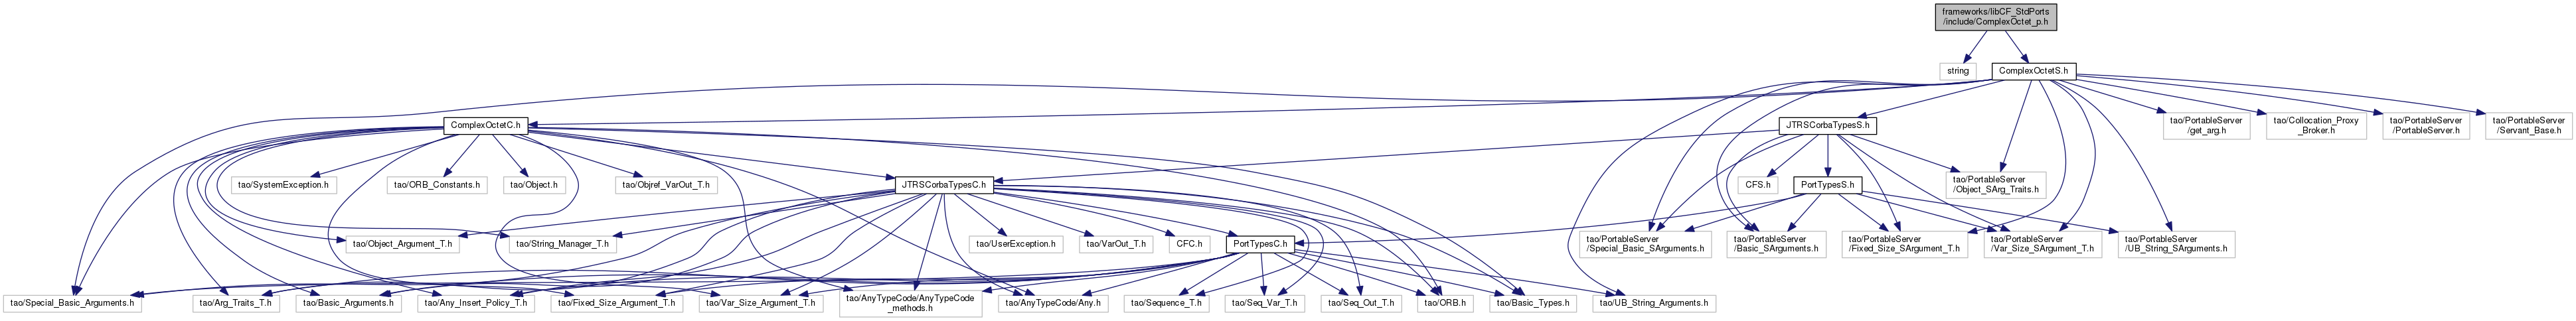 frameworks/libCF_StdPorts
/include/ComplexOctet_p.h
string
ComplexOctetS.h
ComplexOctetC.h
JTRSCorbaTypesS.h
tao/PortableServer
/get_arg.h
tao/Collocation_Proxy
_Broker.h
tao/PortableServer
/PortableServer.h
tao/PortableServer
/Servant_Base.h
tao/SystemException.h
tao/ORB_Constants.h
tao/Object.h
tao/Objref_VarOut_T.h
JTRSCorbaTypesC.h
CFS.h
PortTypesS.h
tao/PortableServer
/Object_SArg_Traits.h
tao/Object_Argument_T.h
tao/String_Manager_T.h
tao/UserException.h
tao/VarOut_T.h
CFC.h
PortTypesC.h
tao/PortableServer
/Special_Basic_SArguments.h
tao/PortableServer
/Basic_SArguments.h
tao/PortableServer
/Fixed_Size_SArgument_T.h
tao/PortableServer
/Var_Size_SArgument_T.h
tao/PortableServer
/UB_String_SArguments.h
tao/Special_Basic_Arguments.h
tao/Arg_Traits_T.h
tao/Basic_Arguments.h
tao/Any_Insert_Policy_T.h
tao/Fixed_Size_Argument_T.h
tao/Var_Size_Argument_T.h
tao/AnyTypeCode/AnyTypeCode
_methods.h
tao/AnyTypeCode/Any.h
tao/Sequence_T.h
tao/Seq_Var_T.h
tao/Seq_Out_T.h
tao/ORB.h
tao/Basic_Types.h
tao/UB_String_Arguments.h